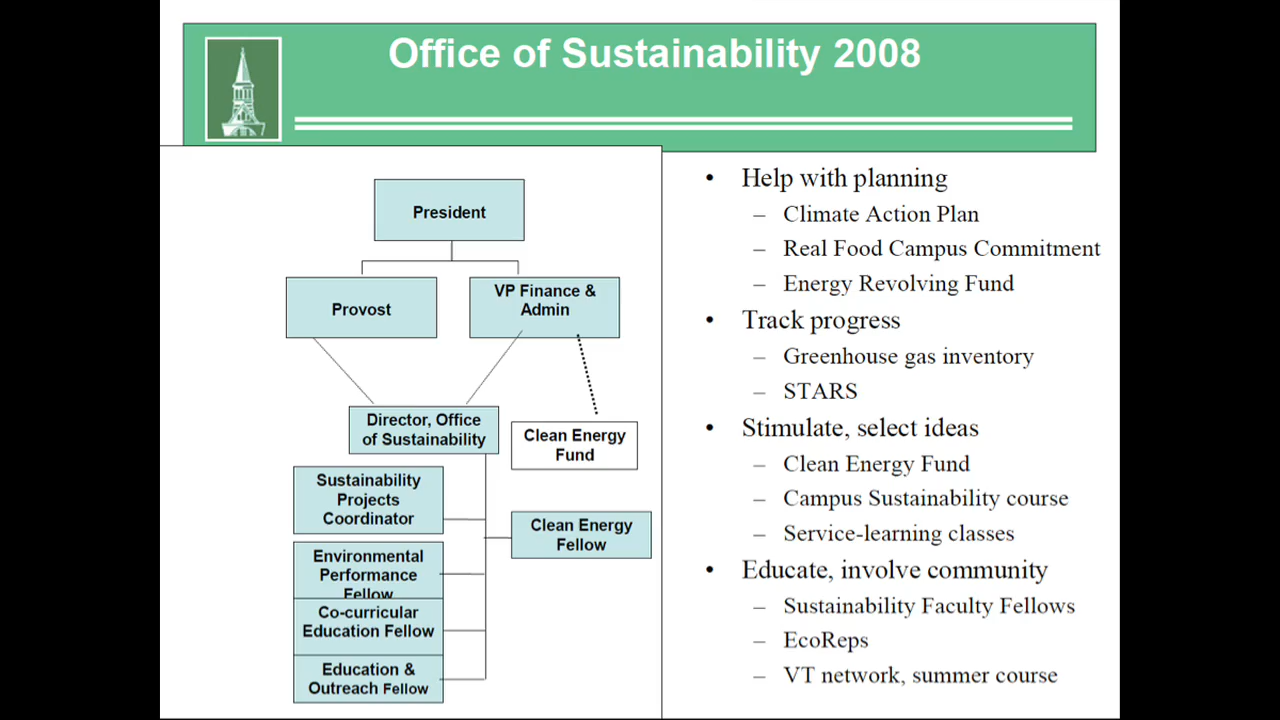 Office of Sustainability 2008
President
Provost
VP Finance &
Admin
Director, Office
of Sustainability
Clean Energy
Fund
Sustainability
Projects
Coordinator
Clean Energy
Fellow
Environmental
Performance
Fellow
Co-curricular
Education Fellow
Education &
Outreach Fellow
• Help with planning
– Climate Action Plan
– Real Food Campus Commitment
– Energy Revolving Fund
• Track progress
– Greenhouse gas inventory
– STARS
• Stimulate, select ideas
– Clean Energy Fund
– Campus Sustainability course
– Service-learning classes
• Educate, involve community
– Sustainability Faculty Fellows
– EcoReps
– VT network, summer course